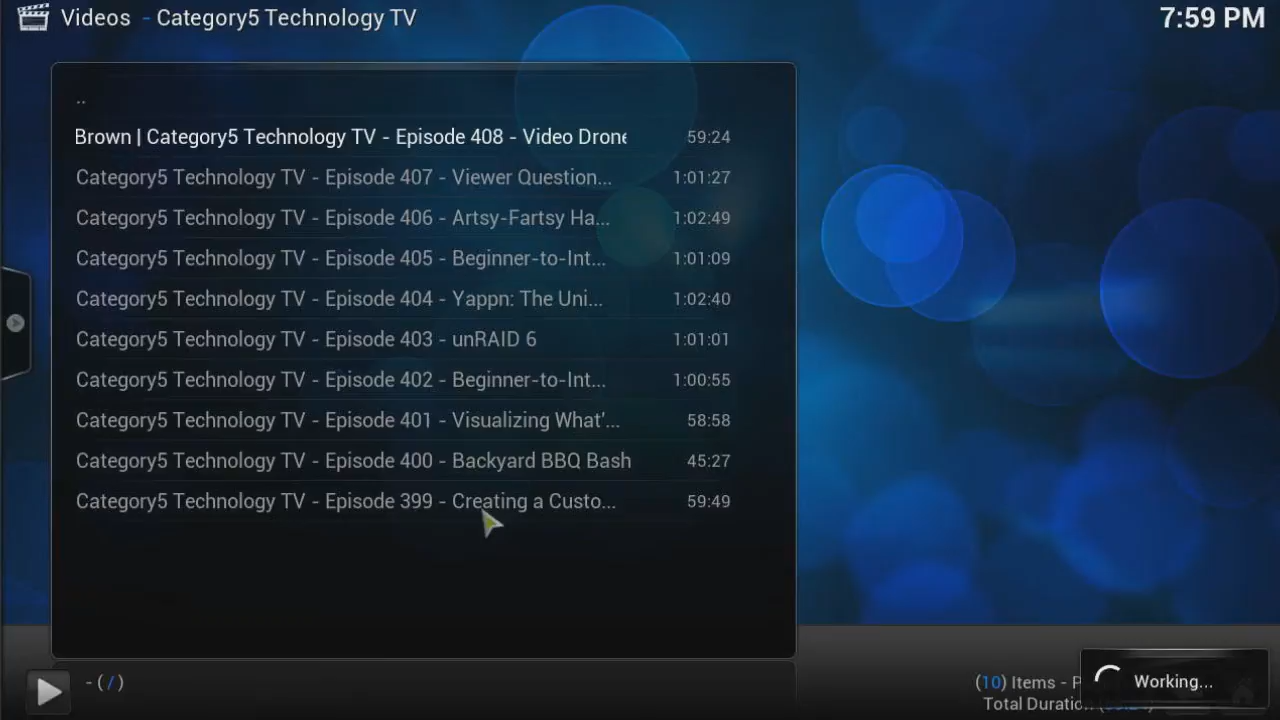 Videos - Category5 Technology TV
7:59 PM
..
Brown | Category5 Technology TV - Episode 408 - Video Drone 59:24
Category5 Technology TV - Episode 407 - Viewer Question... 1:01:27
Category5 Technology TV - Episode 406 - Artsy-Fartsy Ha... 1:02:49
Category5 Technology TV - Episode 405 - Beginner-to-Int... 1:01:09
Category5 Technology TV - Episode 404 - Yappn: The Uni... 1:02:40
Category5 Technology TV - Episode 403 - unRAID 6 1:01:01
Category5 Technology TV - Episode 402 - Beginner-to-Int... 1:00:55
Category5 Technology TV - Episode 401 - Visualizing What'... 58:58
Category5 Technology TV - Episode 400 - Backyard BBQ Bash 45:27
Category5 Technology TV - Episode 399 - Creating a Custo... 59:49
- ( / )
(10) Items - P
Total Duration
Working...